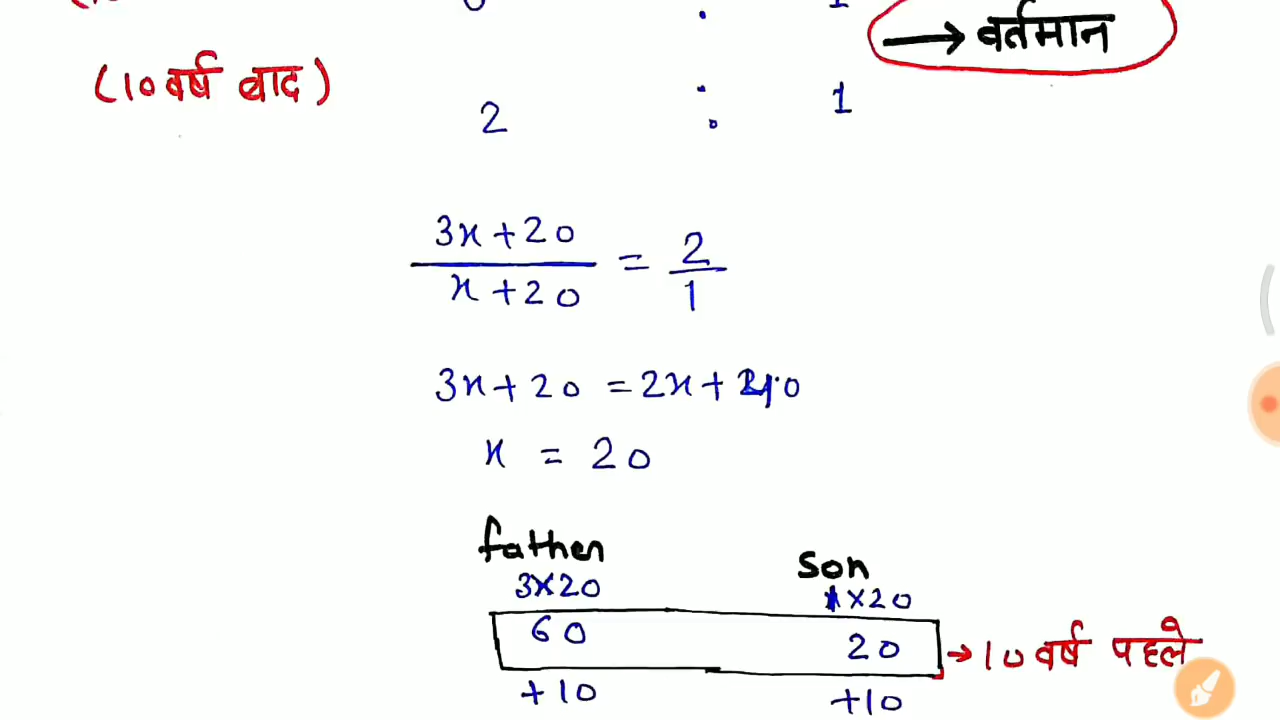 → वर्तमान
(10 वर्ष बाद)
2 : 1
3x+20 / x+20 = 2/1
3x+20 = 2x+40
x = 20
father son
3×20 1×20
60 20 → 10 वर्ष पहले
+10 +10